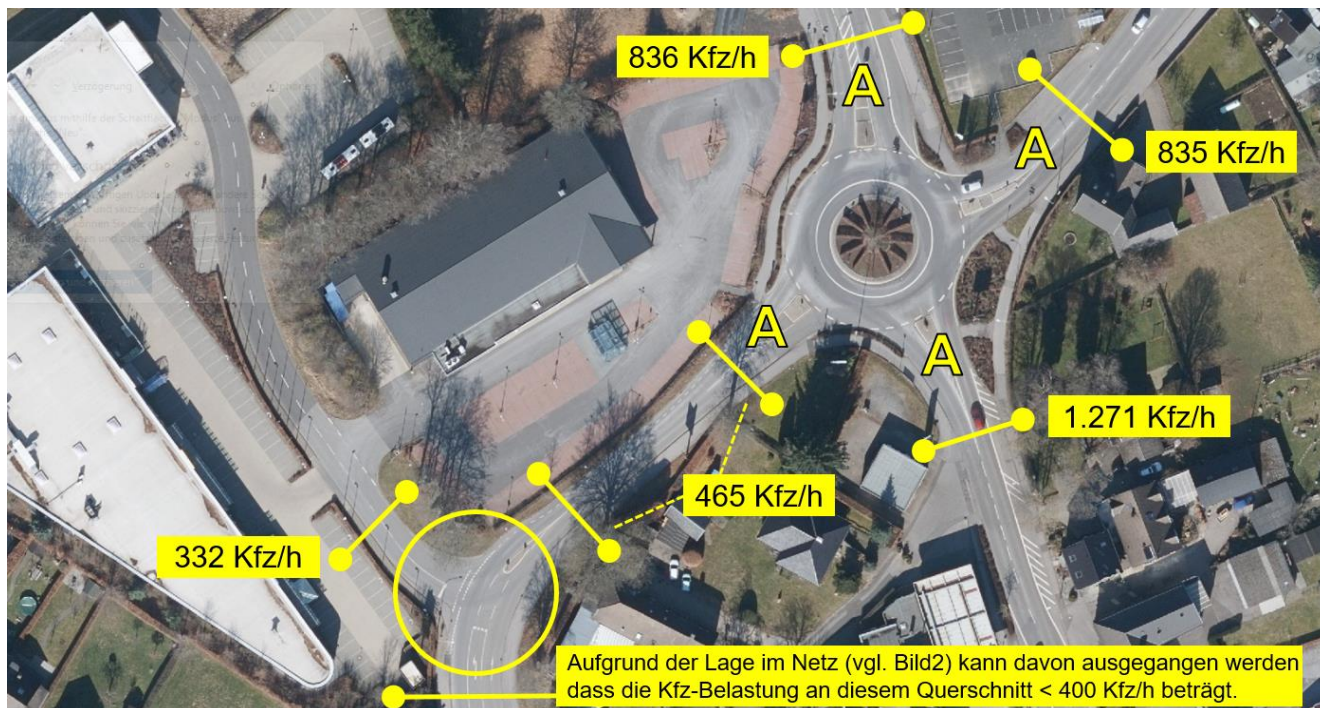 836 Kfz/h
A
A
835 Kfz/h
A
A
1.271 Kfz/h
465 Kfz/h
332 Kfz/h
Aufgrund der Lage im Netz (vgl. Bild2) kann davon ausgegangen werden
dass die Kfz-Belastung an diesem Querschnitt < 400 Kfz/h beträgt.